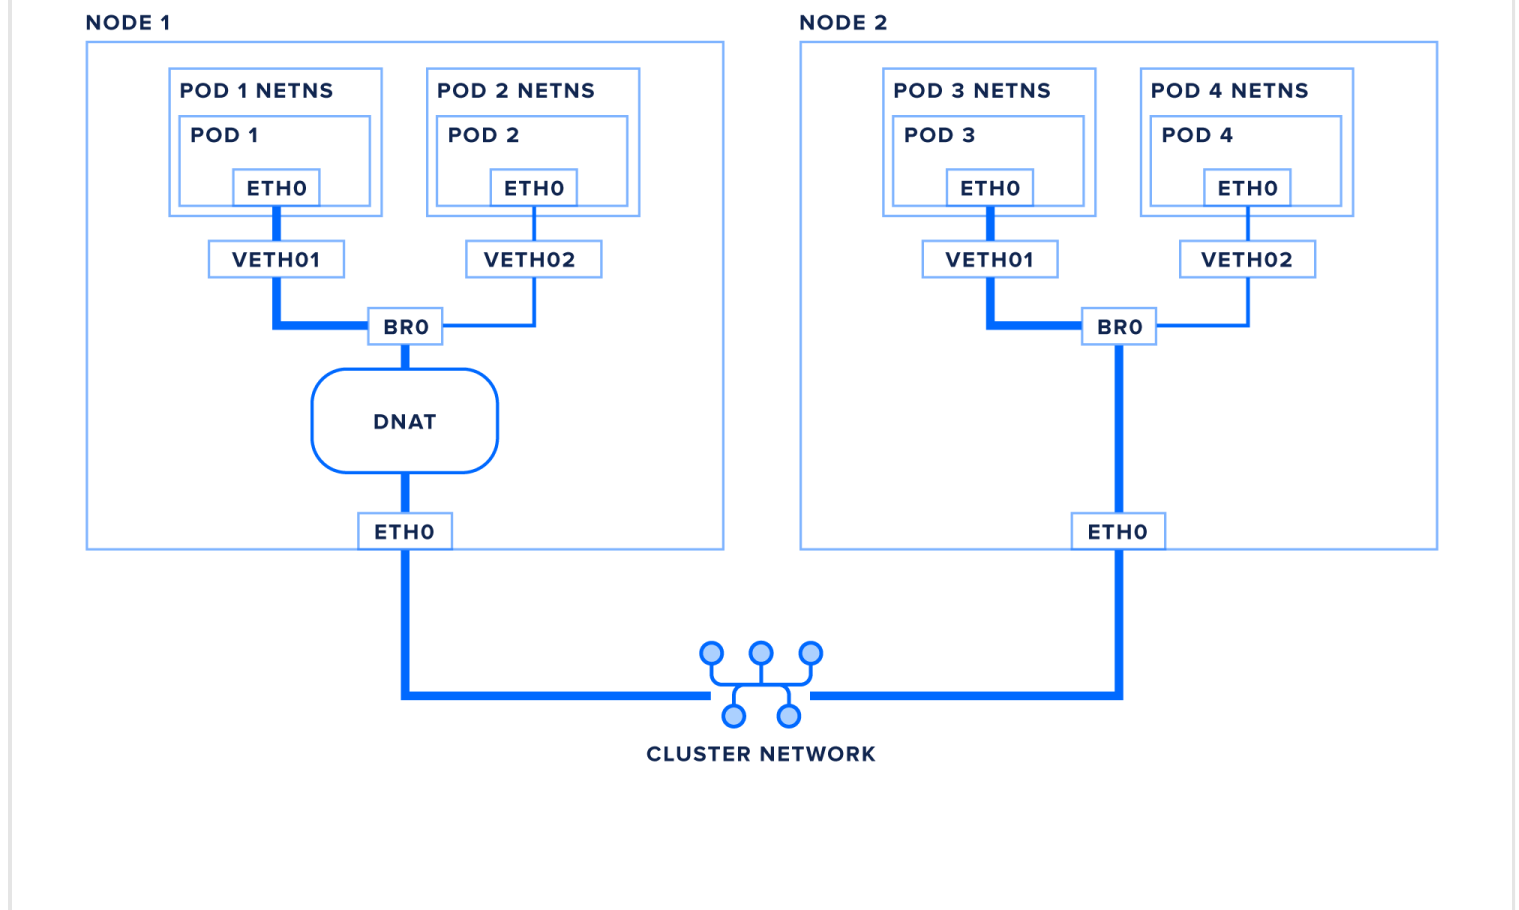 NODE 1
POD 1 NETNS
POD 1
ETH0
VETH01
POD 2 NETNS
POD 2
ETH0
VETH02
BR0
DNAT
ETH0
NODE 2
POD 3 NETNS
POD 3
ETH0
VETH01
POD 4 NETNS
POD 4
ETH0
VETH02
BR0
ETH0
CLUSTER NETWORK